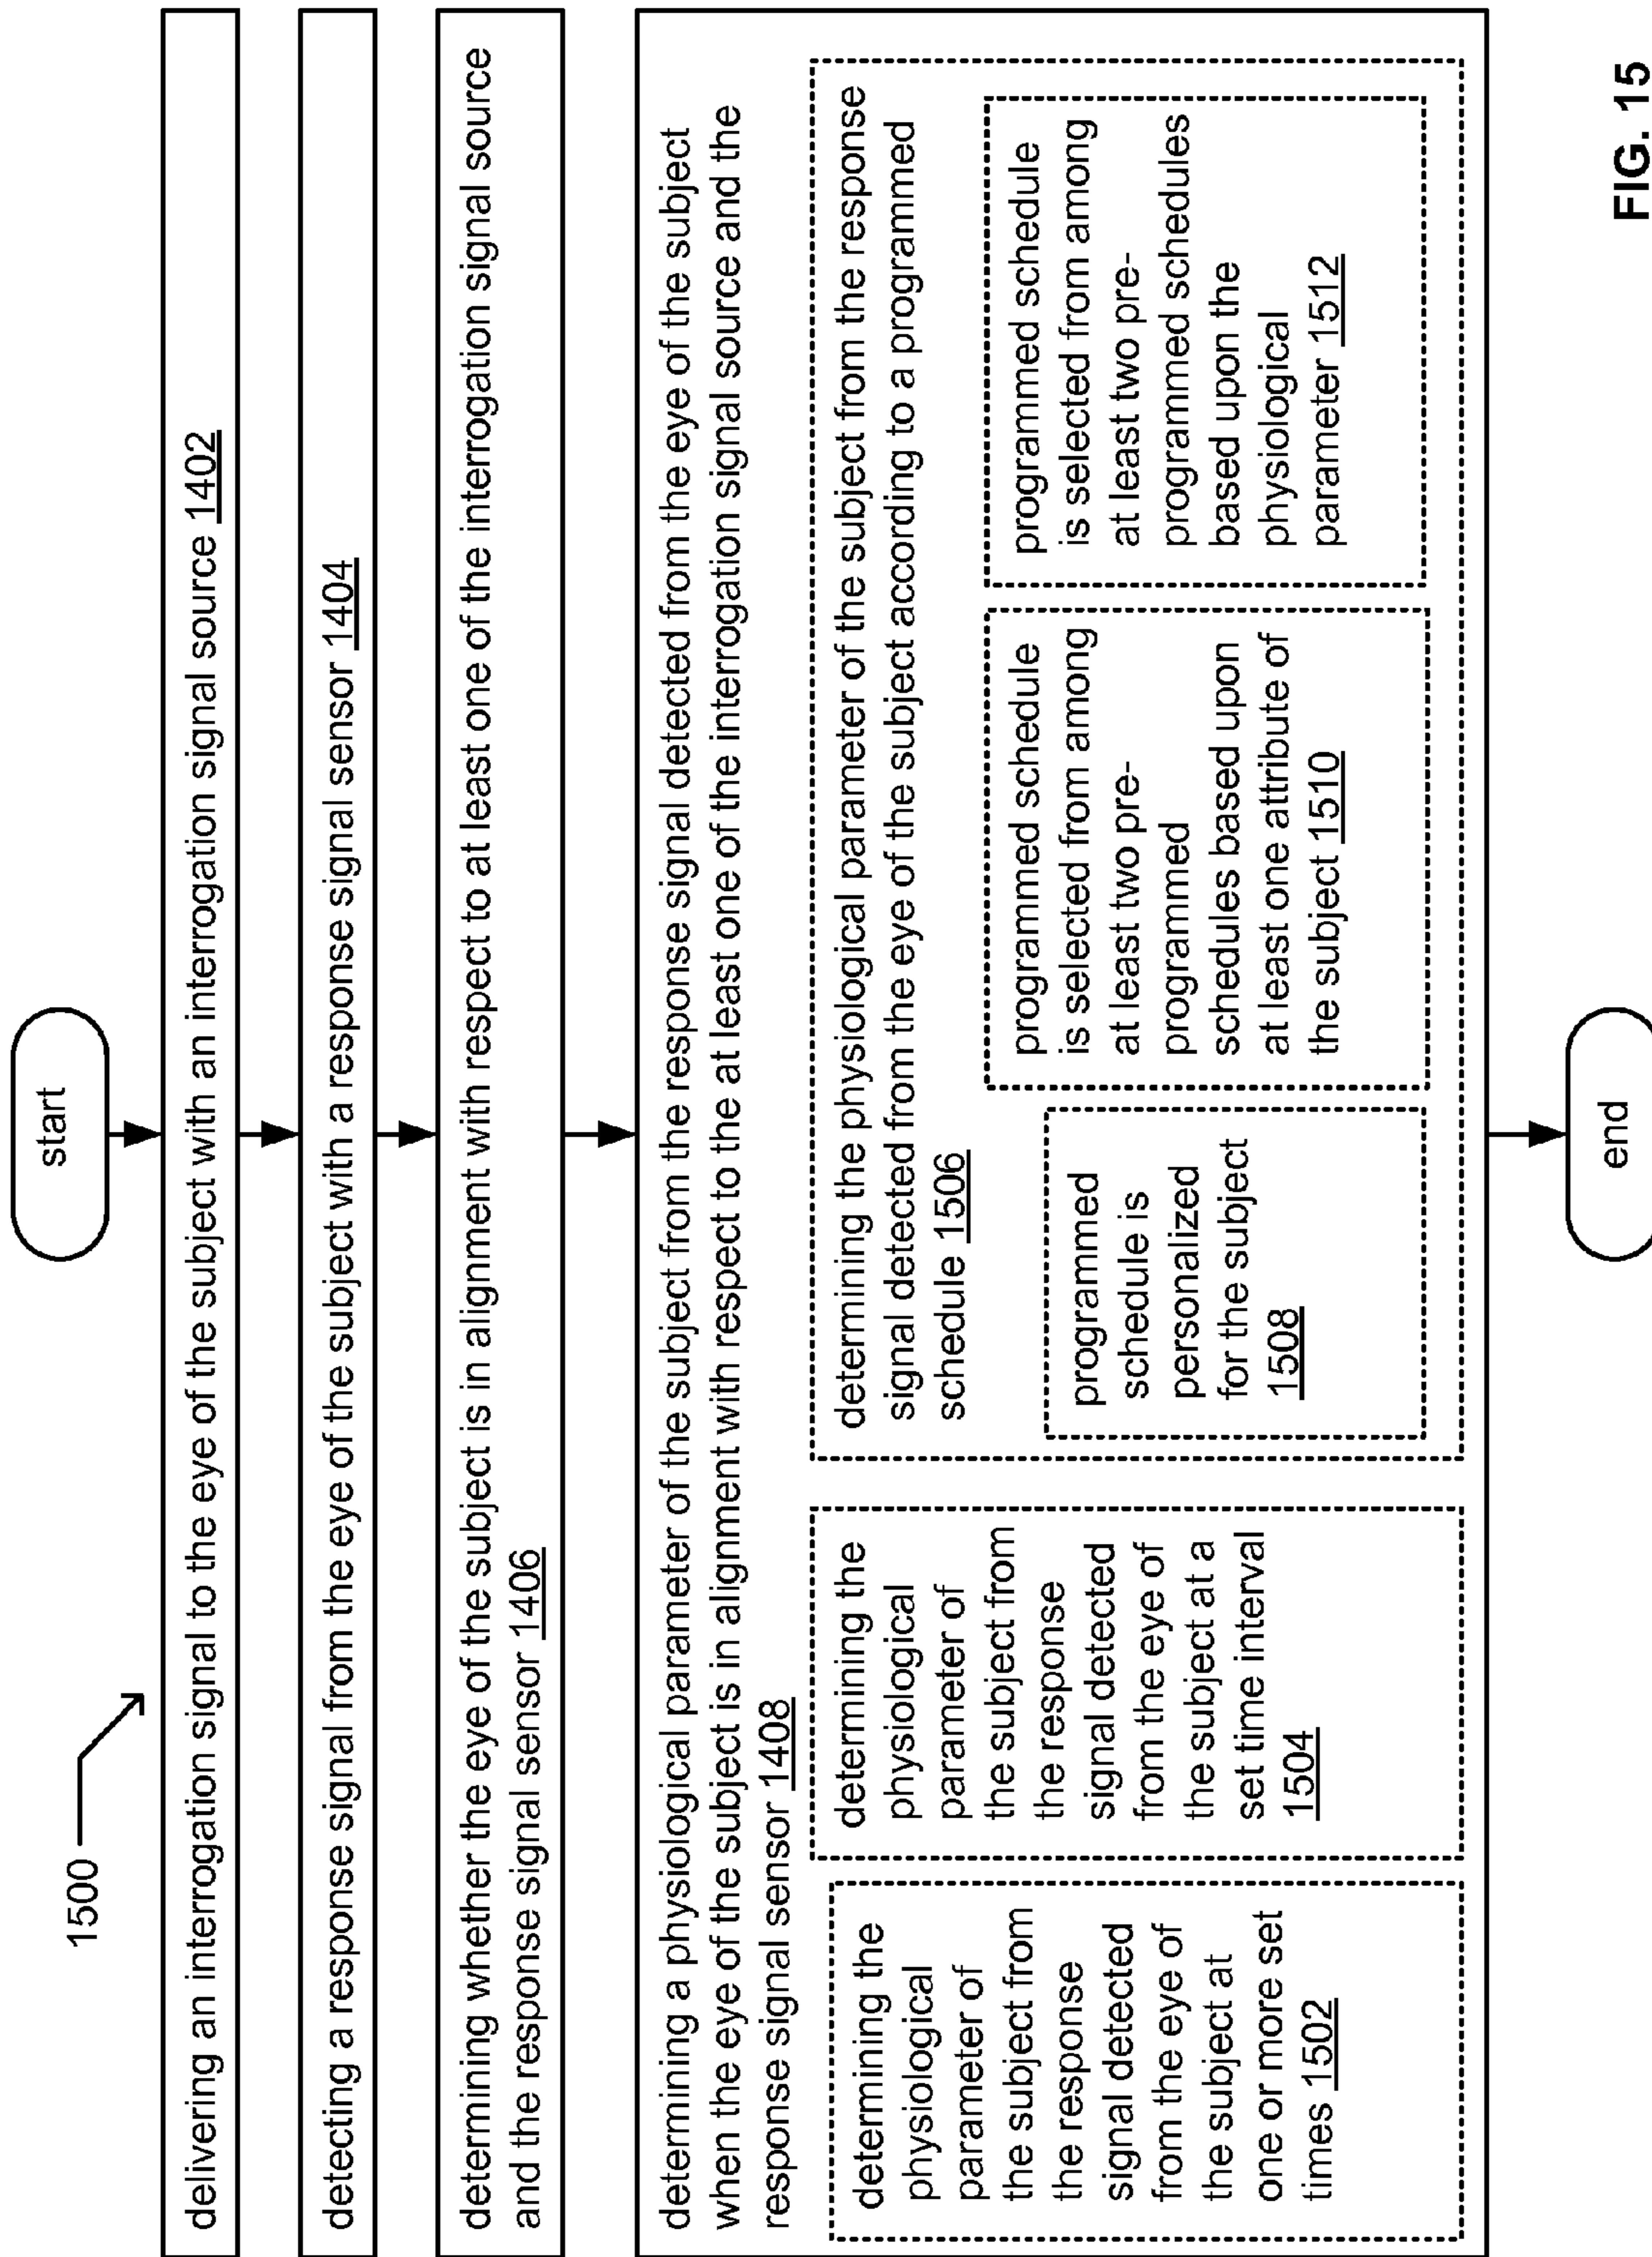 1500
start
delivering an interrogation signal to the eye of the subject with an interrogation signal source 1402
detecting a response signal from the eye of the subject with a response signal sensor 1404
determining whether the eye of the subject is in alignment with respect to at least one of the interrogation signal source
and the response signal sensor 1406
determining a physiological parameter of the subject from the response signal detected from the eye of the subject
when the eye of the subject is in alignment with respect to the at least one of the interrogation signal source and the
response signal sensor 1408
determining the
physiological
parameter of
the subject from
the response
signal detected
from the eye of
the subject at
one or more set
times 1502
determining the
physiological
parameter of
the subject from
the response
signal detected
from the eye of
the subject at a
set time interval
1504
determining the physiological parameter of the subject from the response
signal detected from the eye of the subject according to a programmed
schedule 1506
programmed
schedule is
personalized
for the subject
1508
programmed schedule
is selected from among
at least two pre-
programmed
schedules based upon
at least one attribute of
the subject 1510
programmed schedule
is selected from among
at least two pre-
programmed schedules
based upon the
physiological
parameter 1512
end
FIG. 15